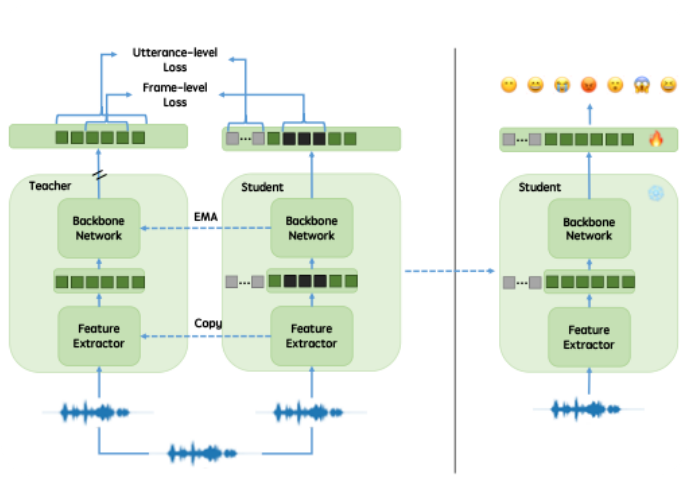 Utterance-level
Loss
Frame-level
Loss
Teacher
Student
Student
Backbone
Network
EMA
Backbone
Network
Backbone
Network
Feature
Extractor
Copy
Feature
Extractor
Feature
Extractor